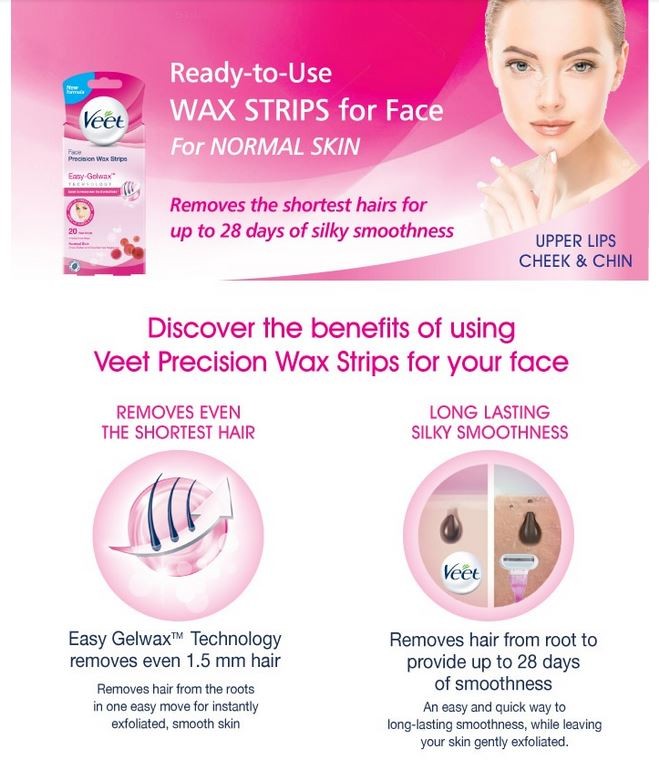 Ready-to-Use
WAX STRIPS for Face
For NORMAL SKIN
Removes the shortest hairs for
up to 28 days of silky smoothness
UPPER LIPS
CHEEK & CHIN
New
formula
Veet
Face
Precision Wax Strips
Easy-Gelwax™
TECHNOLOGY
20
Normal Skin
Discover the benefits of using
Veet Precision Wax Strips for your face
REMOVES EVEN
THE SHORTEST HAIR
Easy Gelwax™ Technology
removes even 1.5 mm hair
Removes hair from the roots
in one easy move for instantly
exfoliated, smooth skin
LONG LASTING
SILKY SMOOTHNESS
Veet
Removes hair from root to
provide up to 28 days
of smoothness
An easy and quick way to
long-lasting smoothness, while leaving
your skin gently exfoliated.